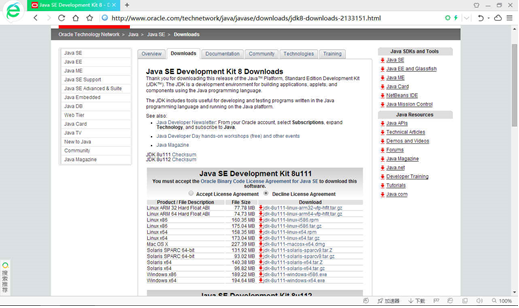 Java SE Development Kit 8 -
http://www.oracle.com/technetwork/java/javase/downloads/jdk8-downloads-2133151.html
Oracle Technology Network > Java > Java SE > Downloads
Java SE
Java EE
Java ME
Java SE Support
Java SE Advanced & Suite
Java Embedded
Java DB
Web Tier
Java Card
Java TV
New to Java
Community
Java Magazine
Overview Downloads Documentation Community Technologies Training
Java SE Development Kit 8 Downloads
Thank you for downloading this release of the Java™ Platform, Standard Edition Development Kit
(JDK™). The JDK is a development environment for building applications, applets, and
components using the Java programming language.
The JDK includes tools useful for developing and testing programs written in the Java
programming language and running on the Java platform.
See also:
Java Developer Newsletter: From your Oracle account, select Subscriptions, expand
Technology, and subscribe to Java.
Java Developer Day hands-on workshops (free) and other events
Java Magazine
JDK 8u111 Checksum
JDK 8u112 Checksum
Java SE Development Kit 8u111
You must accept the Oracle Binary Code License Agreement for Java SE to download this
software.
Accept License Agreement Decline License Agreement
Product / File Description File Size Download
Linux ARM 32 Hard Float ABI 77.78 MB jdk-8u111-linux-arm32-vfp-hflt.tar.gz
Linux ARM 64 Hard Float ABI 74.73 MB jdk-8u111-linux-arm64-vfp-hflt.tar.gz
Linux x86 160.35 MB jdk-8u111-linux-i586.rpm
Linux x86 175.04 MB jdk-8u111-linux-i586.tar.gz
Linux x64 158.35 MB jdk-8u111-linux-x64.rpm
Linux x64 173.04 MB jdk-8u111-linux-x64.tar.gz
Mac OS X 227.39 MB jdk-8u111-macosx-x64.dmg
Solaris SPARC 64-bit 131.92 MB jdk-8u111-solaris-sparcv9.tar.Z
Solaris SPARC 64-bit 93.02 MB jdk-8u111-solaris-sparcv9.tar.gz
Solaris x64 140.38 MB jdk-8u111-solaris-x64.tar.Z
Solaris x64 96.82 MB jdk-8u111-solaris-x64.tar.gz
Windows x86 189.22 MB jdk-8u111-windows-i586.exe
Windows x64 194.64 MB jdk-8u111-windows-x64.exe
Java SE Development Kit 8u112
Java SDKs and Tools
Java SE
Java EE and Glassfish
Java ME
Java Card
NetBeans IDE
Java Mission Control
Java Resources
Java APIs
Technical Articles
Demos and Videos
Forums
Java Magazine
Java.net
Developer Training
Tutorials
Java.com
加速器
下载
100%